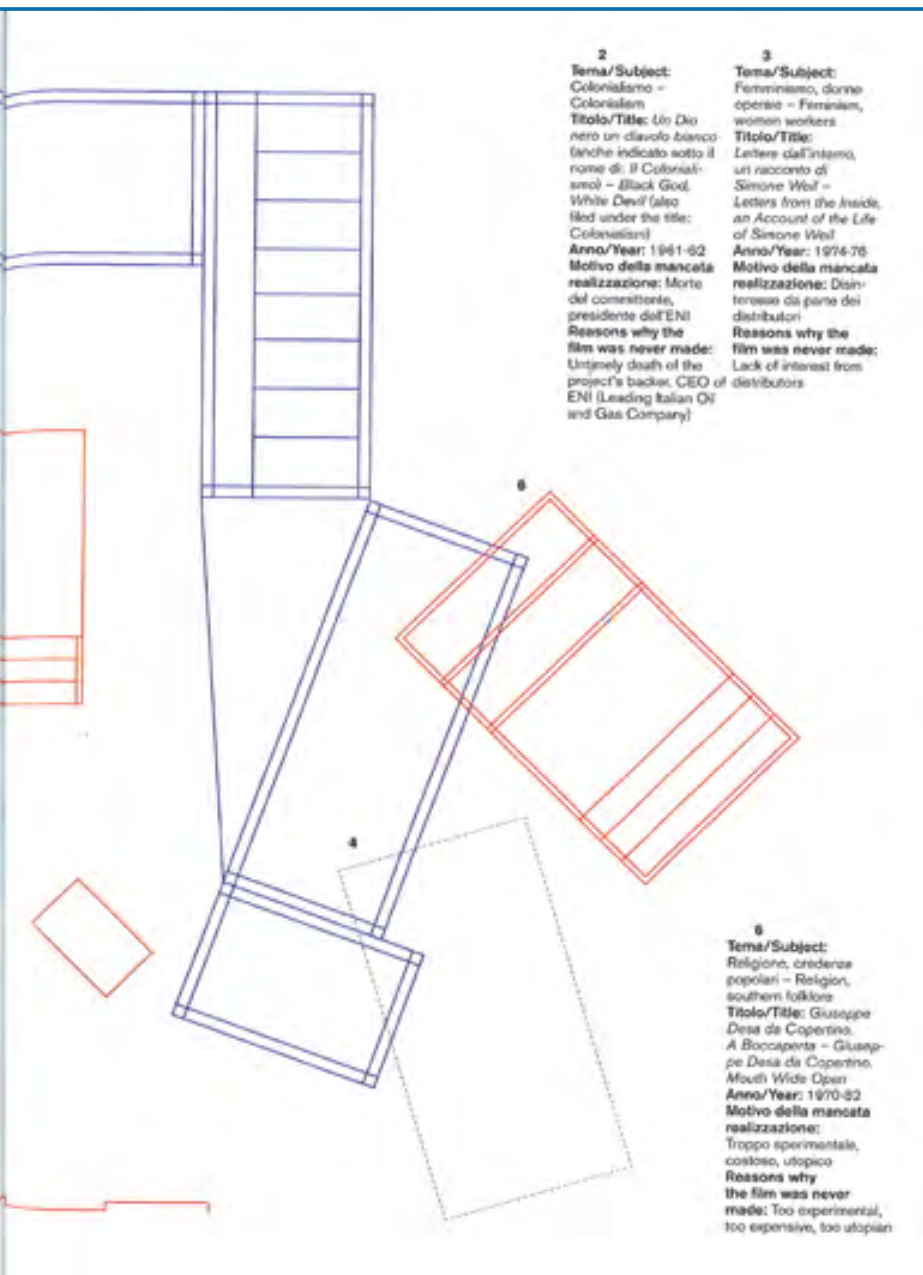 2
Tema/Subject:
Colonialismo –
Colonialism
Titolo/Title: Un Dio
nero un diavolo bianco
(anche indicato sotto il
nome di: Il Coloniali-
smo) – Black God,
White Devil (also
filed under the title:
Colonialism)
Anno/Year: 1961-62
Motivo della mancata
realizzazione: Morte
del committente,
presidente dell'ENI
Reasons why the
film was never made:
Untimely death of the
project's backer, CEO of
ENI (Leading Italian Oil
and Gas Company)
3
Tema/Subject:
Femminismo, donne
operaie – Feminism,
women workers
Titolo/Title:
Lettere dall'interno,
un racconto di
Simone Weil –
Letters from the Inside,
an Account of the Life
of Simone Weil
Anno/Year: 1974-76
Motivo della mancata
realizzazione: Disin-
teresse da parte dei
distributori
Reasons why the
film was never made:
Lack of interest from
distributors
6
4
6
Tema/Subject:
Religione, credenze
popolari – Religion,
southern folklore
Titolo/Title: Giuseppe
Desa da Copertino.
A Boccaperta – Giusep-
pe Desa da Copertino.
Mouth Wide Open
Anno/Year: 1970-82
Motivo della mancata
realizzazione:
Troppo sperimentale,
costoso, utopico
Reasons why
the film was never
made: Too experimental,
too expensive, too utopian